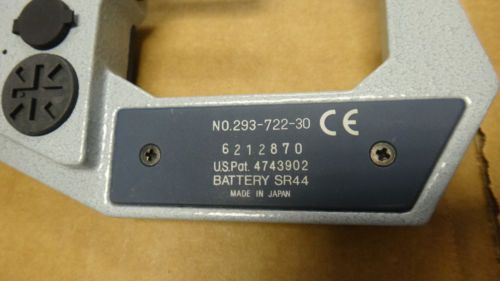 NO.293-722-30 CE
6212870
U.S.Pat. 4743902
BATTERY SR44
MADE IN JAPAN